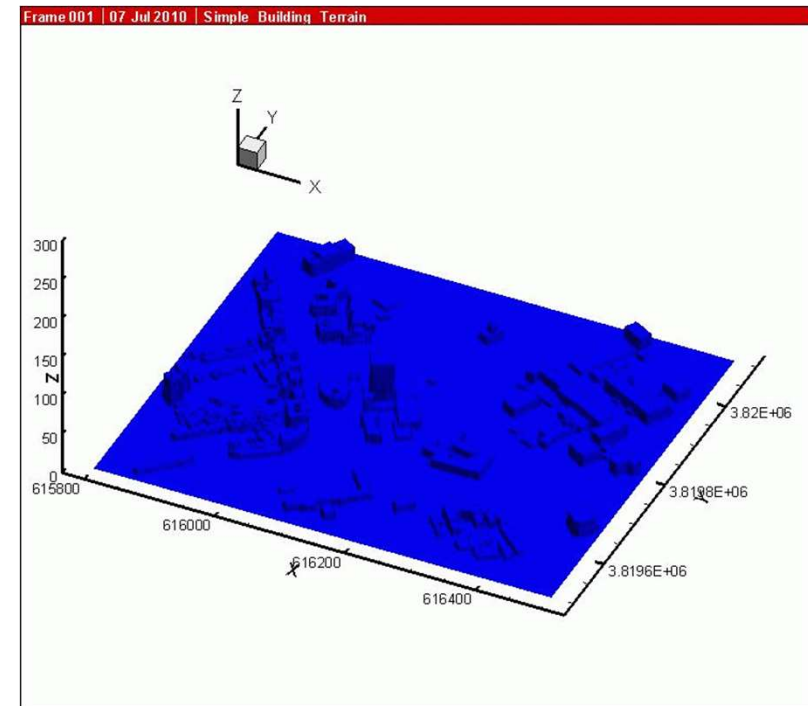 Frame 001 | 07 Jul 2010 | Simple Building Terrain
Z
Y
X
300
250
200
150
Z
100
50
0
615800
616000
616200
616400
X
3.82E+06
3.8198E+06
Y
3.8196E+06